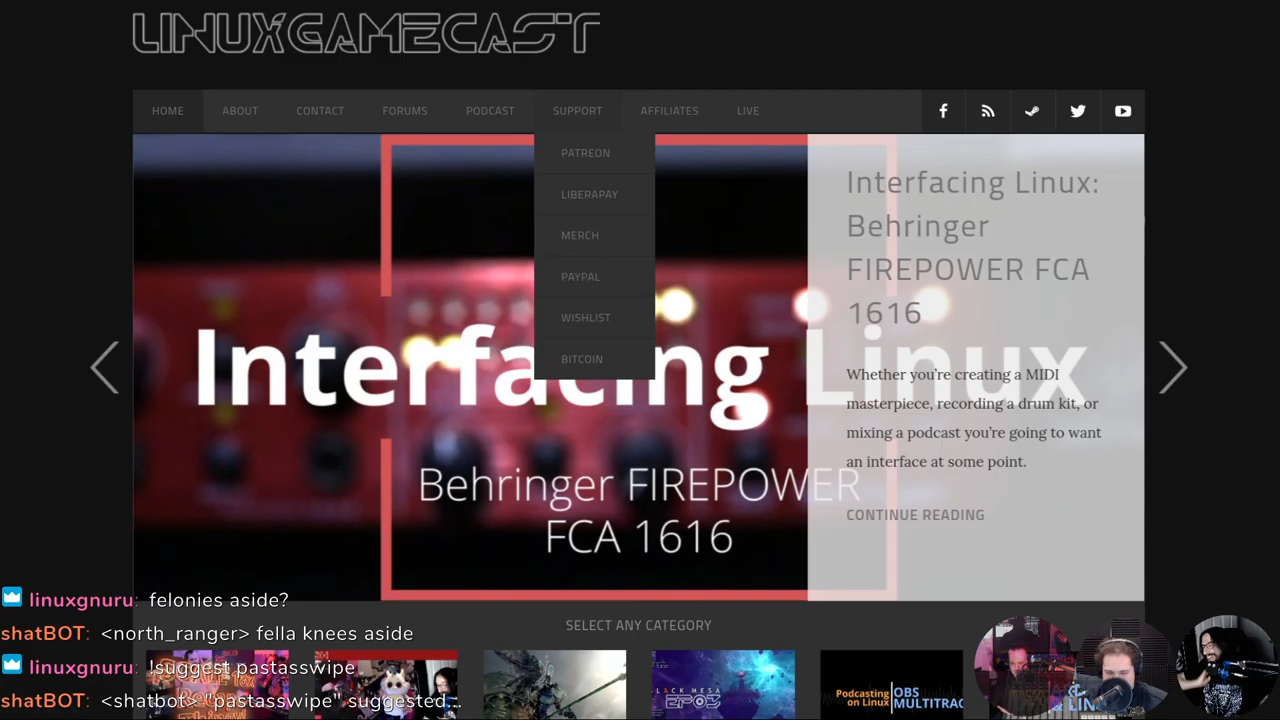 LINUXGAMECAST
HOME ABOUT CONTACT FORUMS PODCAST SUPPORT AFFILIATES LIVE
PATREON
LIBERAPAY
MERCH
PAYPAL
WISHLIST
BITCOIN
Interfacing Linux
Behringer FIREPOWER
FCA 1616
Interfacing Linux:
Behringer
FIREPOWER FCA
1616
Whether you're creating a MIDI
masterpiece, recording a drum kit, or
mixing a podcast you're going to want
an interface at some point.
CONTINUE READING
SELECT ANY CATEGORY
linuxgnuru: felonies aside?
shatBOT: <north_ranger> fella knees aside
linuxgnuru: !suggest pastasswipe
shatBOT: <shatbot> "pastasswipe" suggested...
LACK MESA
EP03
Podcasting
on Linux
OBS
MULTITRAC